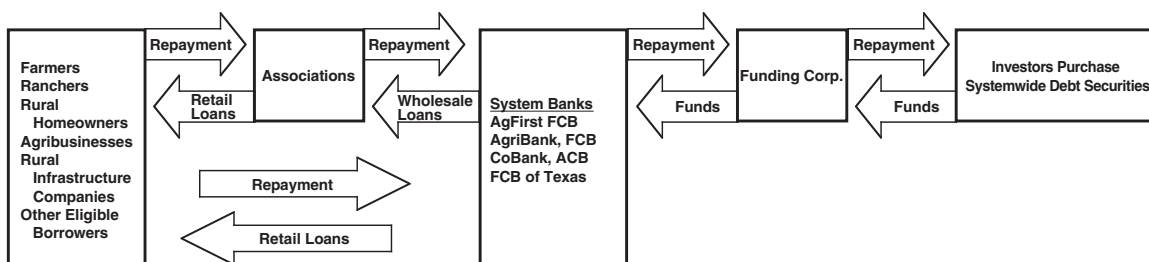 Repayment
Farmers
Ranchers
Rural
Homeowners
Agribusinesses
Rural
Infrastructure
Companies
Other Eligible
Borrowers
Retail
Loans
Associations
Repayment
Wholesale
Loans
Repayment
Retail Loans
System Banks
AgFirst FCB
AgriBank, FCB
CoBank, ACB
FCB of Texas
Repayment
Funds
Funding Corp.
Repayment
Funds
Investors Purchase
Systemwide Debt Securities